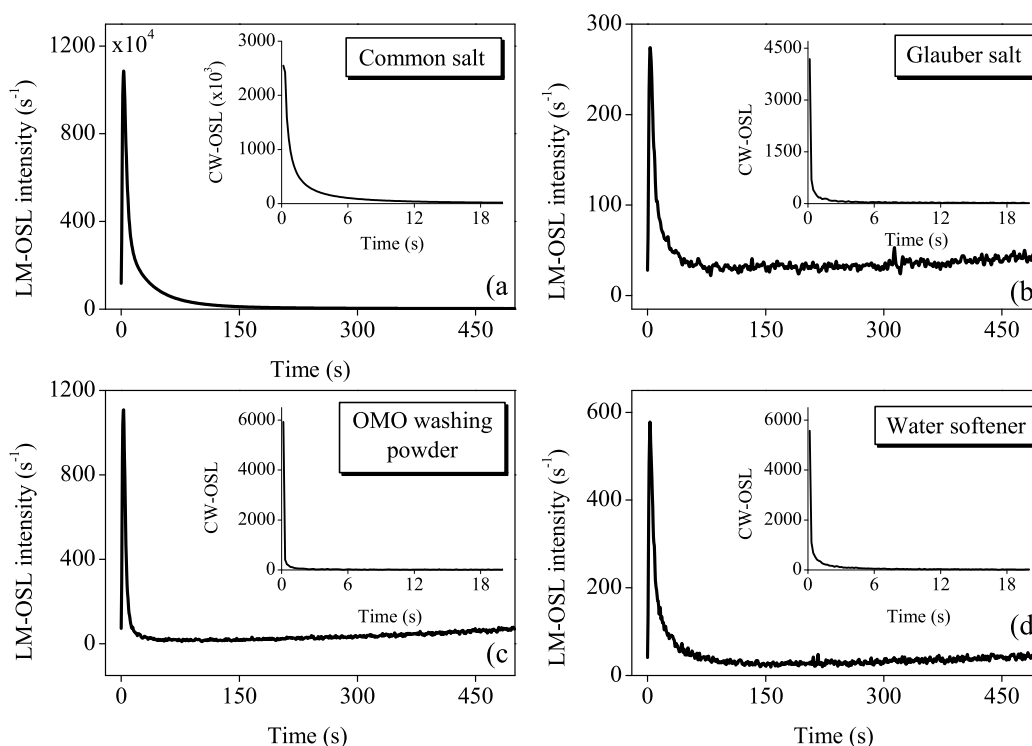 1200
x10⁴
800
400
0
LM-OSL intensity (s⁻¹)
0
150
300
450
Time (s)
3000
2000
1000
0
CW-OSL (x10³)
0
6
12
18
Time (s)
Common salt
(a
300
200
100
0
LM-OSL intensity (s⁻¹)
0
150
300
450
4500
3000
1500
0
CW-OSL
0
6
12
18
Time (s)
Glauber salt
(b
1200
800
400
0
LM-OSL intensity (s⁻¹)
0
150
300
450
Time (s)
6000
4000
2000
0
CW-OSL
0
6
12
18
Time (s)
OMO washing
powder
(c
600
400
200
0
LM-OSL intensity (s⁻¹)
0
150
300
450
Time (s)
6000
4000
2000
0
CW-OSL
0
6
12
18
Time (s)
Water softener
(d